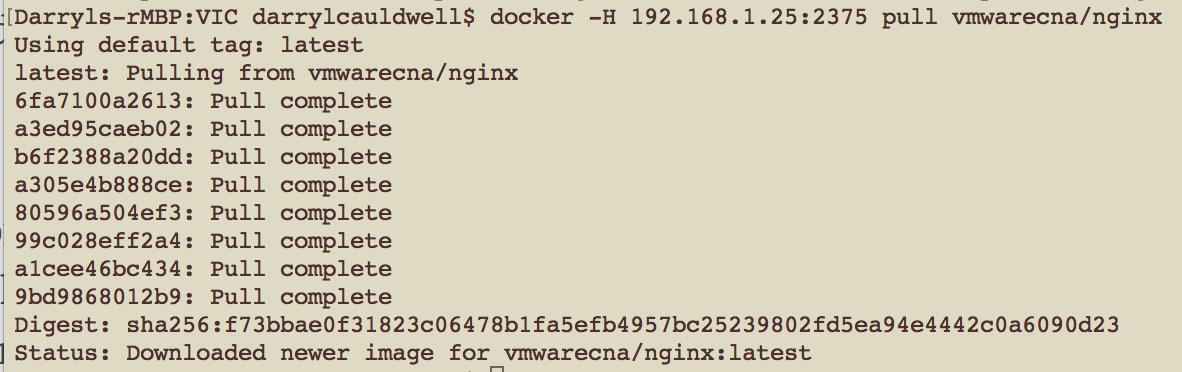 [Darryls-rMBP:VIC darrylcauldwell$ docker -H 192.168.1.25:2375 pull vmwarecna/nginx
Using default tag: latest
latest: Pulling from vmwarecna/nginx
6fa7100a2613: Pull complete
a3ed95caeb02: Pull complete
b6f2388a20dd: Pull complete
a305e4b888ce: Pull complete
80596a504ef3: Pull complete
99c028eff2a4: Pull complete
a1cee46bc434: Pull complete
9bd9868012b9: Pull complete
Digest: sha256:f73bbae0f31823c06478b1fa5efb4957bc25239802fd5ea94e4442c0a6090d23
Status: Downloaded newer image for vmwarecna/nginx:latest